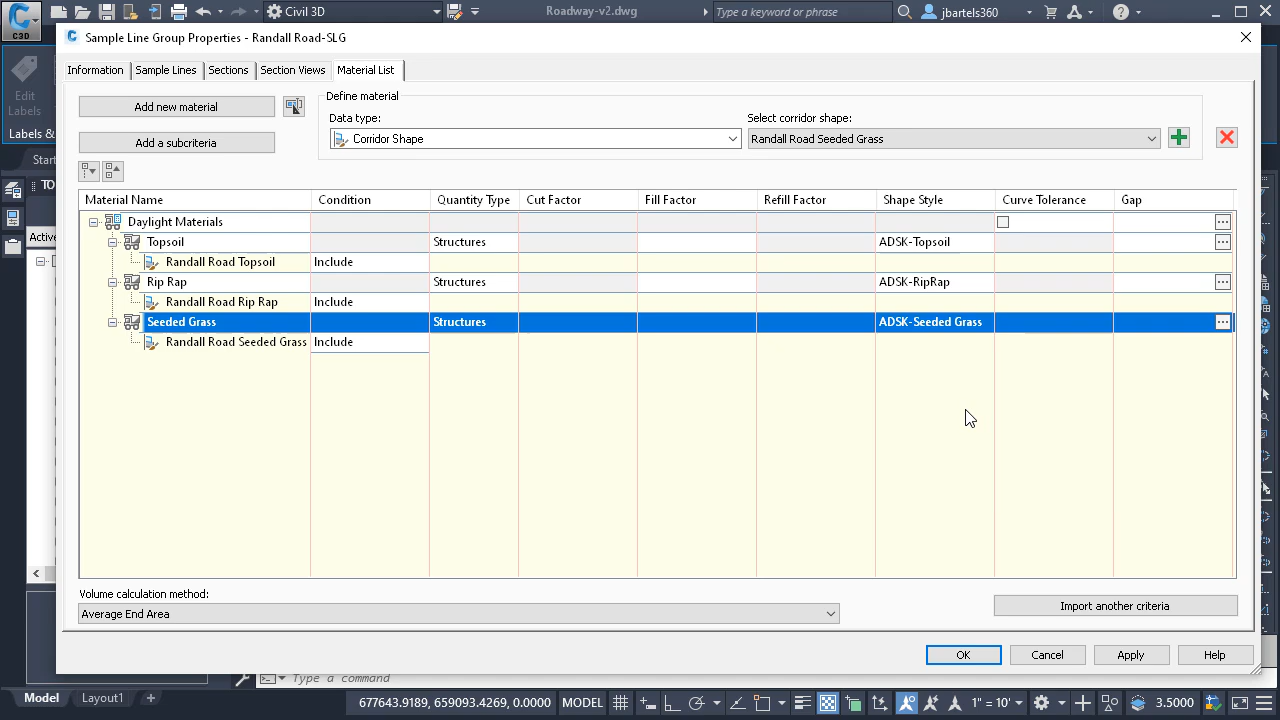 C3D
Civil 3D
Roadway-v2.dwg
Type a keyword or phrase
jbartels360
Sample Line Group Properties - Randall Road-SLG
Information
Sample Lines
Sections
Section Views
Material List
Edit
Labels
Labels &
Start
Active
Add new material
Add a subcriteria
Define material
Data type:
Corridor Shape
Select corridor shape:
Randall Road Seeded Grass
Material Name Condition Quantity Type Cut Factor Fill Factor Refill Factor Shape Style Curve Tolerance Gap
Daylight Materials ...
Topsoil Structures ADSK-Topsoil ...
Randall Road Topsoil Include
Rip Rap Structures ADSK-RipRap ...
Randall Road Rip Rap Include
Seeded Grass Structures ADSK-Seeded Grass ...
Randall Road Seeded Grass Include
Volume calculation method:
Average End Area
Import another criteria
OK Cancel Apply Help
Type a command
Model Layout1 +
677643.9189, 659093.4269, 0.0000 MODEL 1" = 10' 3.5000